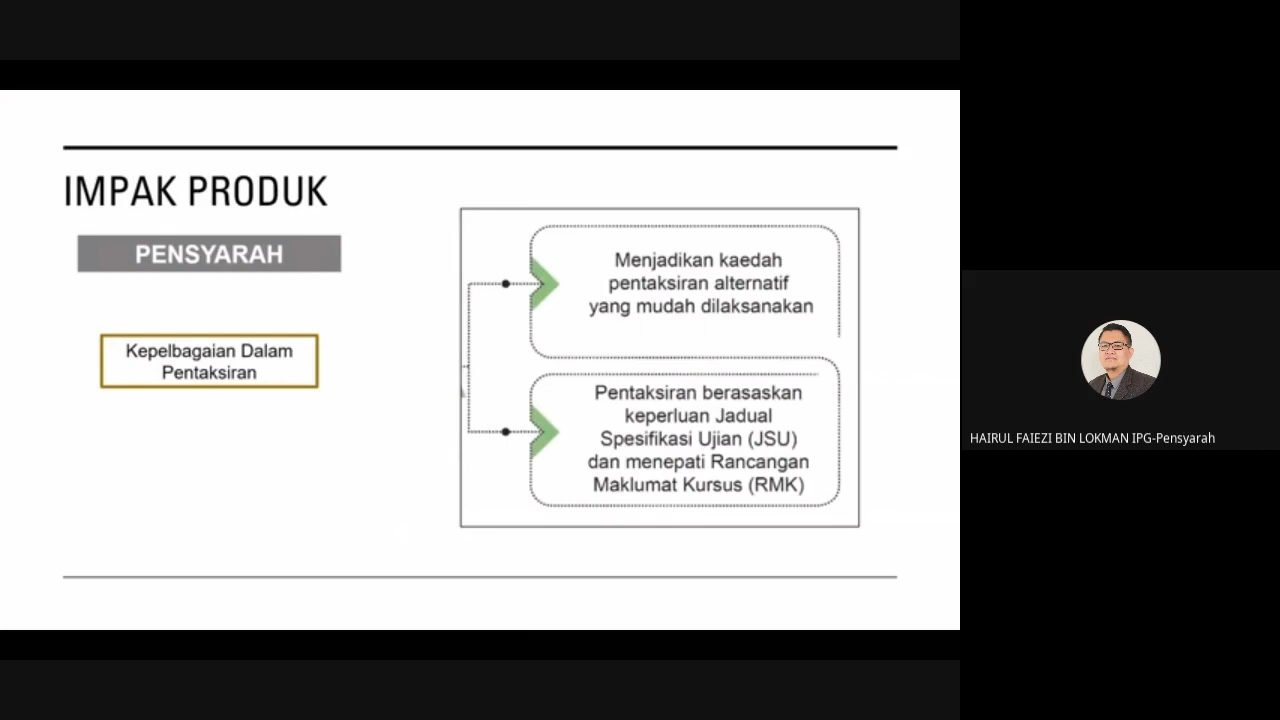 IMPAK PRODUK
PENSYARAH
Kepelbagaian Dalam
Pentaksiran
Menjadikan kaedah
pentaksiran alternatif
yang mudah dilaksanakan
Pentaksiran berasaskan
keperluan Jadual
Spesifikasi Ujian (JSU)
dan menepati Rancangan
Maklumat Kursus (RMK)
HAIRUL FAIEZI BIN LOKMAN IPG-Pensyarah